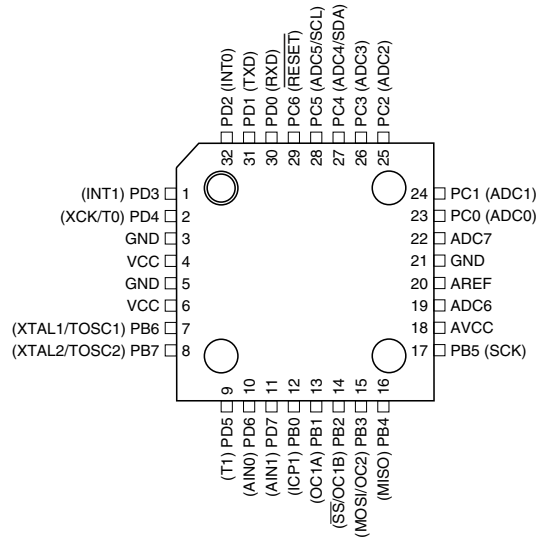 32 PD2 (INT0)
31 PD1 (TXD)
30 PD0 (RXD)
29 PC6 (RESET)
28 PC5 (ADC5/SCL)
27 PC4 (ADC4/SDA)
26 PC3 (ADC3)
25 PC2 (ADC2)
(INT1) PD3 1
(XCK/T0) PD4 2
GND 3
VCC 4
GND 5
VCC 6
(XTAL1/TOSC1) PB6 7
(XTAL2/TOSC2) PB7 8
24 PC1 (ADC1)
23 PC0 (ADC0)
22 ADC7
21 GND
20 AREF
19 ADC6
18 AVCC
17 PB5 (SCK)
(T1) PD5 9
(AIN0) PD6 10
(AIN1) PD7 11
(ICP1) PB0 12
(OC1A) PB1 13
(SS/OC1B) PB2 14
(MOSI/OC2) PB3 15
(MISO) PB4 16